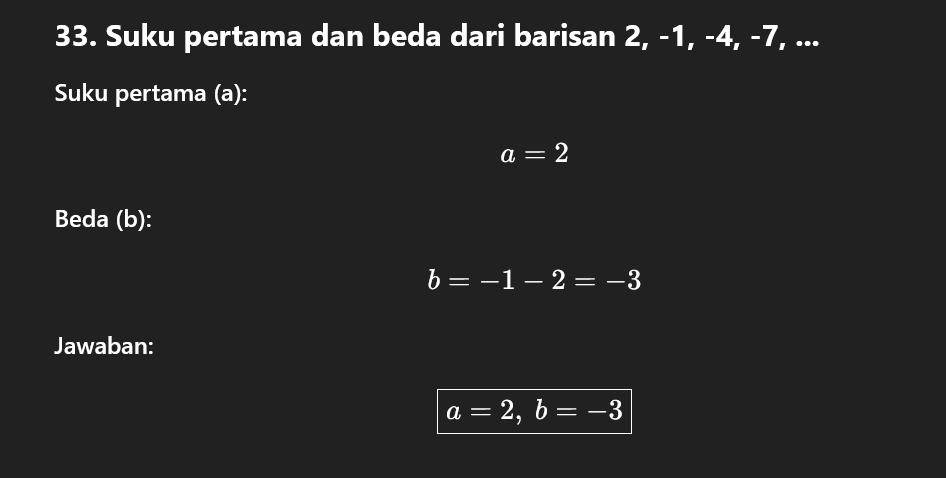 33. Suku pertama dan beda dari barisan 2, -1, -4, -7, ...
Suku pertama (a):
a = 2
Beda (b):
b = −1 − 2 = −3
Jawaban:
a = 2, b = −3